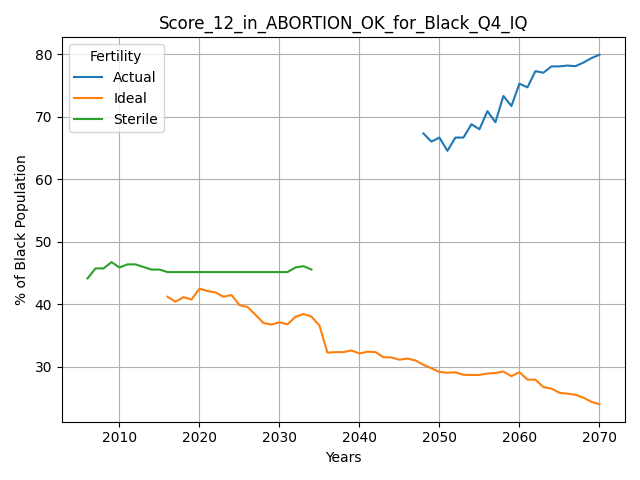 Score_12_in_ABORTION_OK_for_Black_Q4_IQ
Fertility
Actual
Ideal
Sterile
% of Black Population
80
70
60
50
40
30
2010 2020 2030 2040 2050 2060 2070
Years